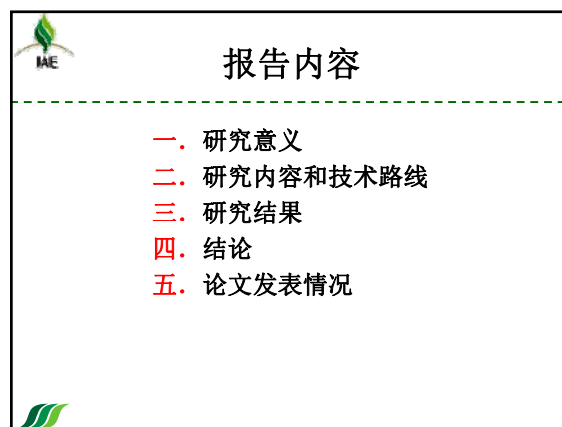 IAE
报告内容
一．研究意义
二．研究内容和技术路线
三．研究结果
四．结论
五．论文发表情况